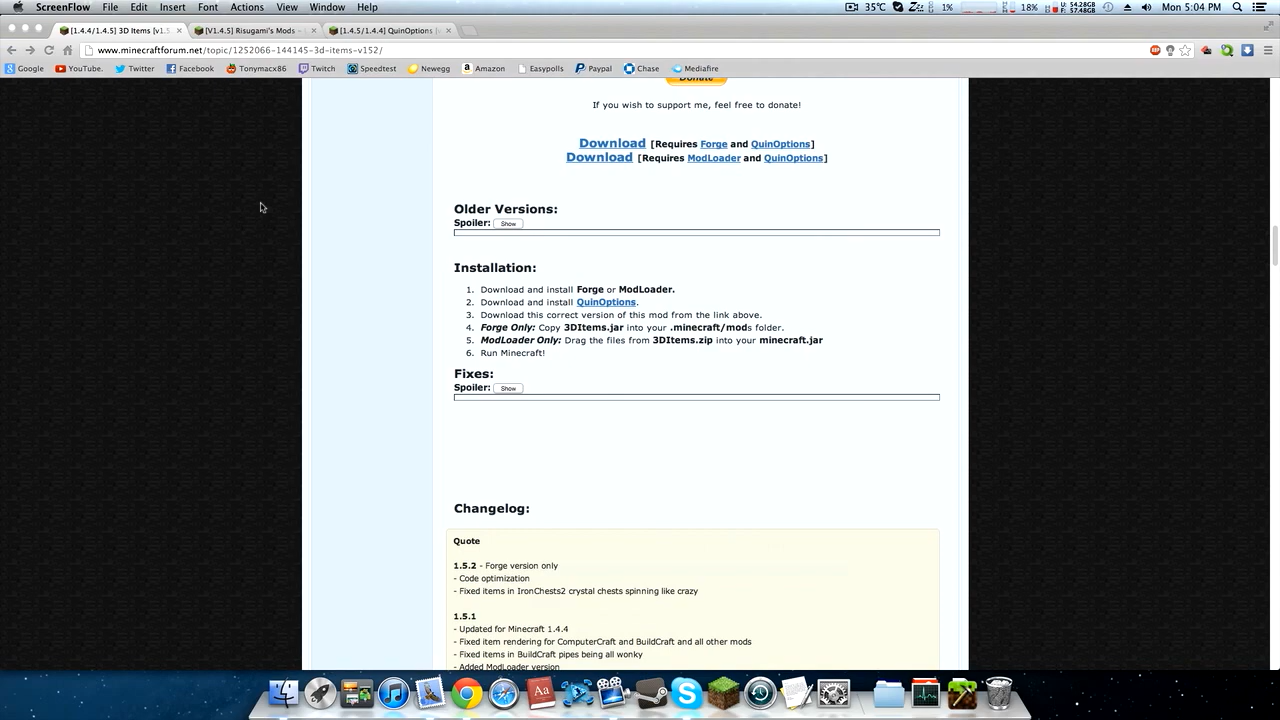 ScreenFlow File Edit Insert Font Actions View Window Help 35°C 1% 18% U: 54.28GB F: 57.48GB Mon 5:04 PM
[1.4.4/1.4.5] 3D Items [v1.5 [V1.4.5] Risugami's Mods - [1.4.5/1.4.4] QuinOptions [v
www.minecraftforum.net/topic/1252066-144145-3d-items-v152/
Google YouTube. Twitter Facebook Tonymacx86 Twitch Speedtest Newegg Amazon Easypolls Paypal Chase Mediafire
Donate
If you wish to support me, feel free to donate!
Download [Requires Forge and QuinOptions]
Download [Requires ModLoader and QuinOptions]
Older Versions:
Spoiler: Show
Installation:
1. Download and install Forge or ModLoader.
2. Download and install QuinOptions.
3. Download this correct version of this mod from the link above.
4. Forge Only: Copy 3DItems.jar into your .minecraft/mods folder.
5. ModLoader Only: Drag the files from 3DItems.zip into your minecraft.jar
6. Run Minecraft!
Fixes:
Spoiler: Show
Changelog:
Quote
1.5.2 - Forge version only
- Code optimization
- Fixed items in IronChests2 crystal chests spinning like crazy
1.5.1
- Updated for Minecraft 1.4.4
- Fixed item rendering for ComputerCraft and BuildCraft and all other mods
- Fixed items in BuildCraft pipes being all wonky
- Added ModLoader version